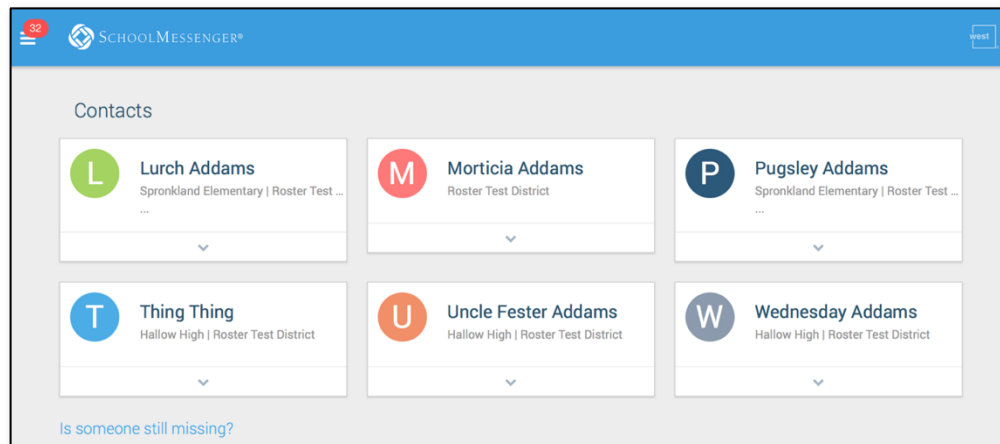 32
SCHOOLMESSENGER®
west
Contacts
L
Lurch Addams
Spronkland Elementary | Roster Test ...
...
M
Morticia Addams
Roster Test District
P
Pugsley Addams
Spronkland Elementary | Roster Test ...
...
T
Thing Thing
Hallow High | Roster Test District
U
Uncle Fester Addams
Hallow High | Roster Test District
W
Wednesday Addams
Hallow High | Roster Test District
Is someone still missing?